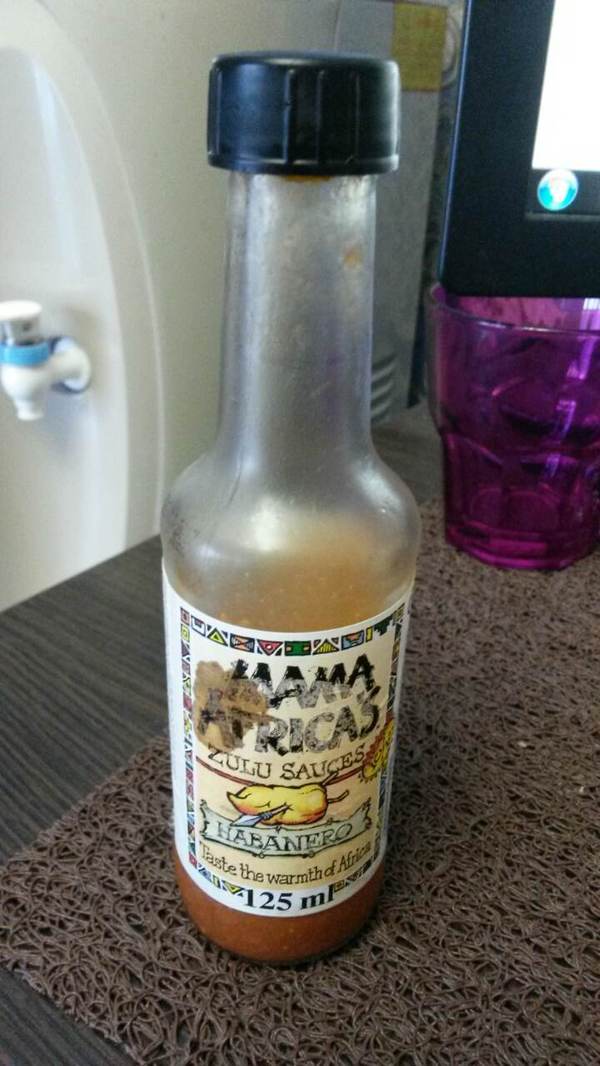 MAMA
AFRICA'S
ZULU SAUCES
HABANERO
Taste the warmth of Africa
125 ml